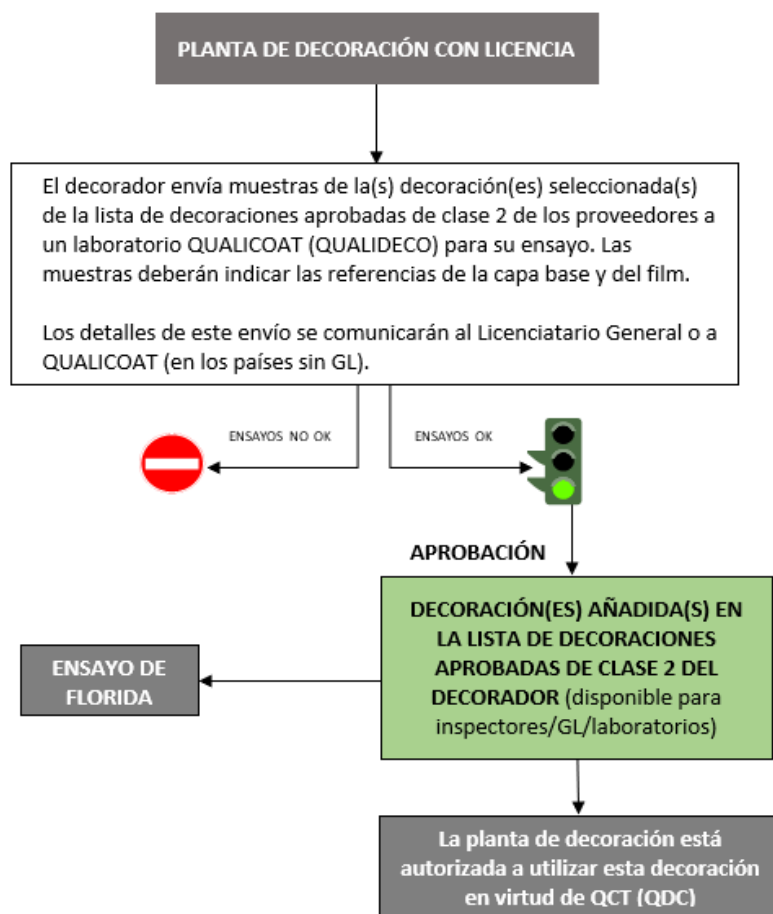 PLANTA DE DECORACIÓN CON LICENCIA
El decorador envía muestras de la(s) decoración(es) seleccionada(s)
de la lista de decoraciones aprobadas de clase 2 de los proveedores a
un laboratorio QUALICOAT (QUALIDECO) para su ensayo. Las
muestras deberán indicar las referencias de la capa base y del film.
Los detalles de este envío se comunicarán al Licenciatario General o a
QUALICOAT (en los países sin GL).
ENSAYOS NO OK
ENSAYOS OK
APROBACIÓN
DECORACIÓN(ES) AÑADIDA(S) EN
LA LISTA DE DECORACIONES
APROBADAS DE CLASE 2 DEL
DECORADOR (disponible para
inspectores/GL/laboratorios)
ENSAYO DE
FLORIDA
La planta de decoración está
autorizada a utilizar esta decoración
en virtud de QCT (QDC)